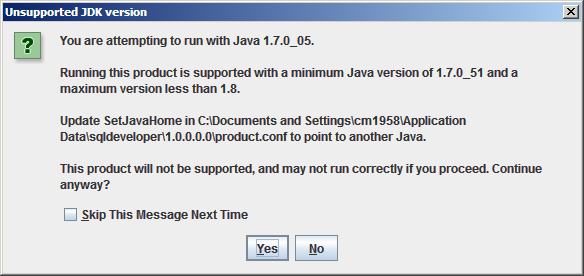 Unsupported JDK version
You are attempting to run with Java 1.7.0_05.
Running this product is supported with a minimum Java version of 1.7.0_51 and a
maximum version less than 1.8.
Update SetJavaHome in C:\Documents and Settings\cm1958\Application
Data\sqldeveloper\1.0.0.0.0\product.conf to point to another Java.
This product will not be supported, and may not run correctly if you proceed. Continue
anyway?
Skip This Message Next Time
Yes No